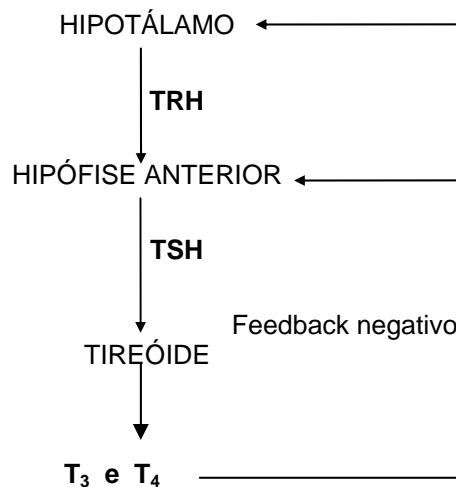 HIPOTÁLAMO
TRH
HIPÓFISE ANTERIOR
TSH
Feedback negativo
TIREÓIDE
T₃ e T₄